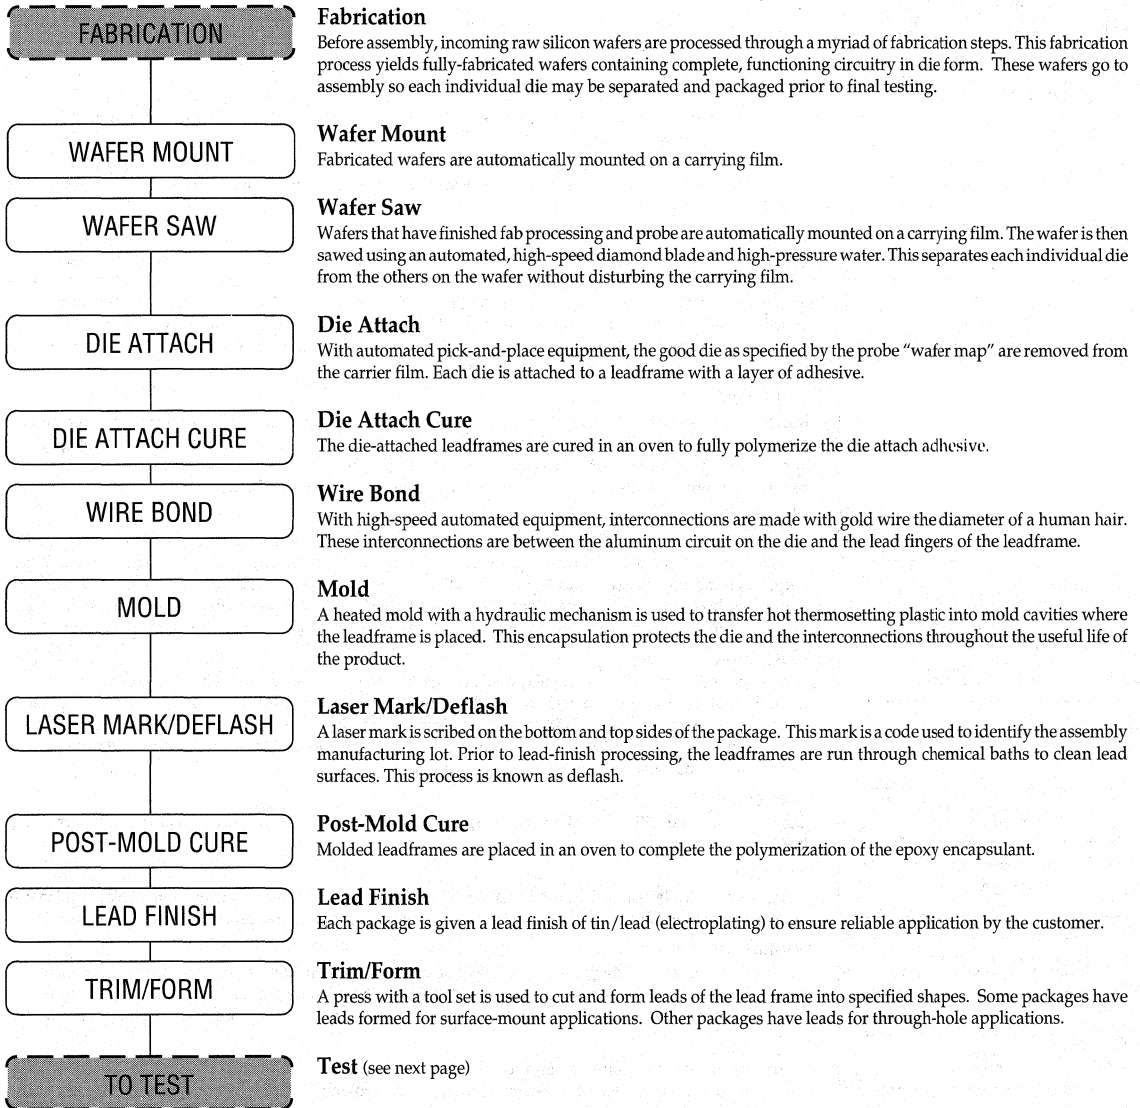 FABRICATION
Fabrication
Before assembly, incoming raw silicon wafers are processed through a myriad of fabrication steps. This fabrication
process yields fully-fabricated wafers containing complete, functioning circuitry in die form. These wafers go to
assembly so each individual die may be separated and packaged prior to final testing.
WAFER MOUNT
Wafer Mount
Fabricated wafers are automatically mounted on a carrying film.
WAFER SAW
Wafer Saw
Wafers that have finished fab processing and probe are automatically mounted on a carrying film. The wafer is then
sawed using an automated, high-speed diamond blade and high-pressure water. This separates each individual die
from the others on the wafer without disturbing the carrying film.
DIE ATTACH
Die Attach
With automated pick-and-place equipment, the good die as specified by the probe "wafer map" are removed from
the carrier film. Each die is attached to a leadframe with a layer of adhesive.
DIE ATTACH CURE
Die Attach Cure
The die-attached leadframes are cured in an oven to fully polymerize the die attach adhesive.
WIRE BOND
Wire Bond
With high-speed automated equipment, interconnections are made with gold wire the diameter of a human hair.
These interconnections are between the aluminum circuit on the die and the lead fingers of the leadframe.
MOLD
Mold
A heated mold with a hydraulic mechanism is used to transfer hot thermosetting plastic into mold cavities where
the leadframe is placed. This encapsulation protects the die and the interconnections throughout the useful life of
the product.
LASER MARK/DEFLASH
Laser Mark/Deflash
A laser mark is scribed on the bottom and top sides of the package. This mark is a code used to identify the assembly
manufacturing lot. Prior to lead-finish processing, the leadframes are run through chemical baths to clean lead
surfaces. This process is known as deflash.
POST-MOLD CURE
Post-Mold Cure
Molded leadframes are placed in an oven to complete the polymerization of the epoxy encapsulant.
LEAD FINISH
Lead Finish
Each package is given a lead finish of tin/lead (electroplating) to ensure reliable application by the customer.
TRIM/FORM
Trim/Form
A press with a tool set is used to cut and form leads of the lead frame into specified shapes. Some packages have
leads formed for surface-mount applications. Other packages have leads for through-hole applications.
TO TEST
Test (see next page)